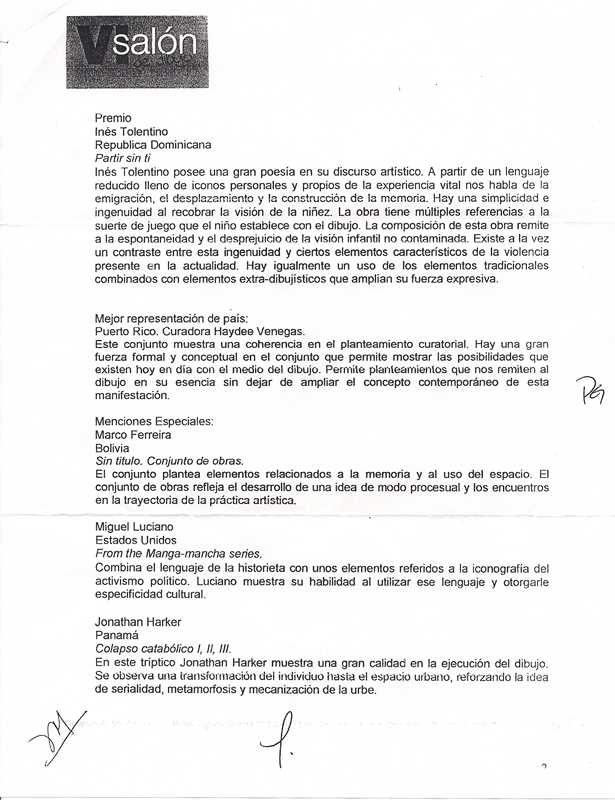 VI salón
Premio
Inés Tolentino
Republica Dominicana
Partir sin ti
Inés Tolentino posee una gran poesía en su discurso artístico. A partir de un lenguaje
reducido lleno de iconos personales y propios de la experiencia vital nos habla de la
emigración, el desplazamiento y la construcción de la memoria. Hay una simplicidad e
ingenuidad al recobrar la visión de la niñez. La obra tiene múltiples referencias a la
suerte de juego que el niño establece con el dibujo. La composición de esta obra remite
a la espontaneidad y el desprejuicio de la visión infantil no contaminada. Existe a la vez
un contraste entre esta ingenuidad y ciertos elementos característicos de la violencia
presente en la actualidad. Hay igualmente un uso de los elementos tradicionales
combinados con elementos extra-dibujísticos que amplían su fuerza expresiva.
Mejor representación de país:
Puerto Rico. Curadora Haydee Venegas.
Este conjunto muestra una coherencia en el planteamiento curatorial. Hay una gran
fuerza formal y conceptual en el conjunto que permite mostrar las posibilidades que
existen hoy en día con el medio del dibujo. Permite planteamientos que nos remiten al
dibujo en su esencia sin dejar de ampliar el concepto contemporáneo de esta
manifestación.
Menciones Especiales:
Marco Ferreira
Bolivia
Sin titulo. Conjunto de obras.
El conjunto plantea elementos relacionados a la memoria y al uso del espacio. El
conjunto de obras refleja el desarrollo de una idea de modo procesual y los encuentros
en la trayectoria de la práctica artística.
Miguel Luciano
Estados Unidos
From the Manga-mancha series.
Combina el lenguaje de la historieta con unos elementos referidos a la iconografía del
activismo político. Luciano muestra su habilidad al utilizar ese lenguaje y otorgarle
especificidad cultural.
Jonathan Harker
Panamá
Colapso catabólico I, II, III.
En este tríptico Jonathan Harker muestra una gran calidad en la ejecución del dibujo.
Se observa una transformación del individuo hasta el espacio urbano, reforzando la idea
de serialidad, metamorfosis y mecanización de la urbe.